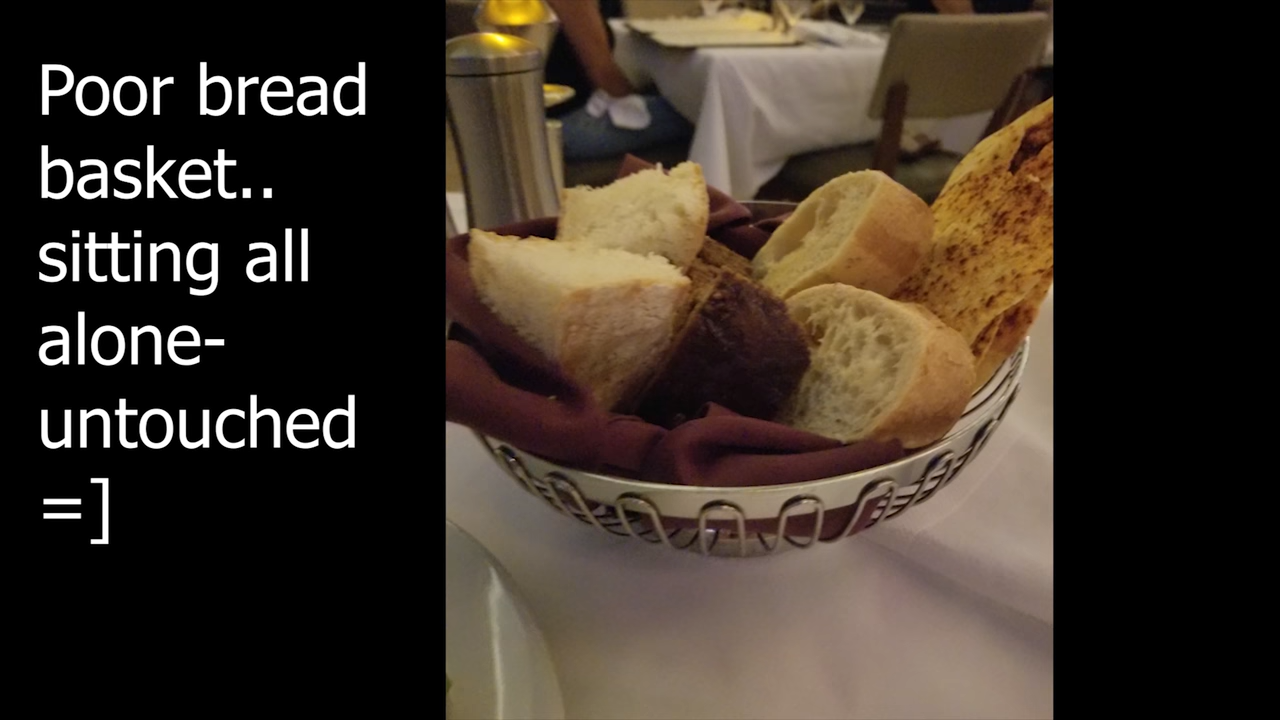 Poor bread
basket..
sitting all
alone-
untouched
=]